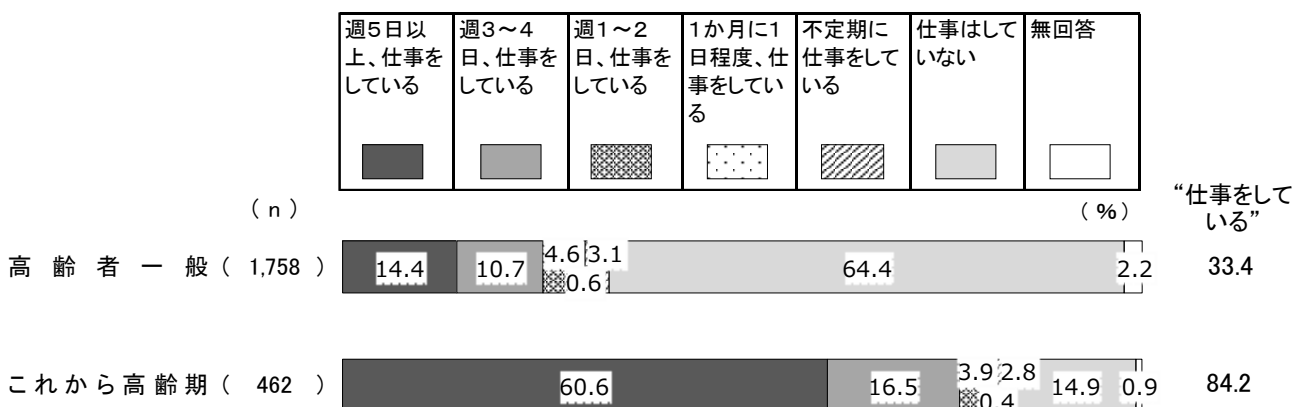 週5日以上、仕事をしている
週3～4日、仕事をしている
週1～2日、仕事をしている
1か月に1日程度、仕事をしている
不定期に仕事をしている
仕事はしていない
無回答
（ｎ）
（％）
“仕事をしている”
高齢者一般（ 1,758 ） 14.4 10.7 4.6 0.6 3.1 64.4 2.2 33.4
これから高齢期（ 462 ） 60.6 16.5 3.9 0.4 2.8 14.9 0.9 84.2